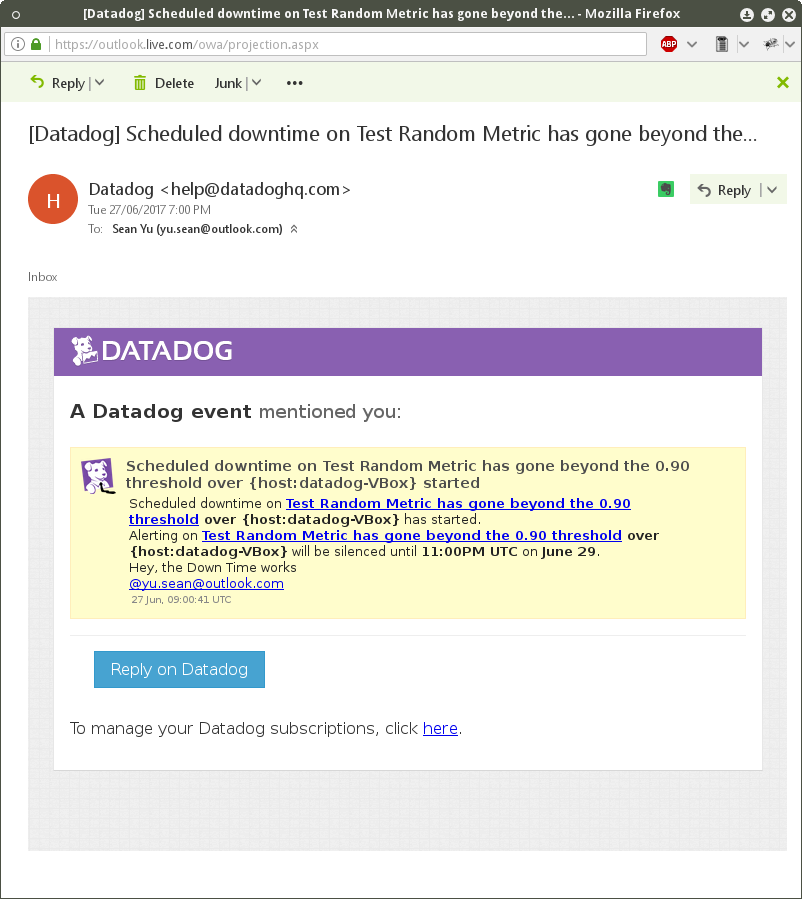 [Datadog] Scheduled downtime on Test Random Metric has gone beyond the... - Mozilla Firefox
https://outlook.live.com/owa/projection.aspx
ABP
Reply
Delete
Junk
[Datadog] Scheduled downtime on Test Random Metric has gone beyond the...
H
Datadog <help@datadoghq.com>
Reply
Tue 27/06/2017 7:00 PM
To: Sean Yu (yu.sean@outlook.com)
Inbox
DATADOG
A Datadog event mentioned you:
Scheduled downtime on Test Random Metric has gone beyond the 0.90
threshold over {host:datadog-VBox} started
Scheduled downtime on Test Random Metric has gone beyond the 0.90
threshold over {host:datadog-VBox} has started.
Alerting on Test Random Metric has gone beyond the 0.90 threshold over
{host:datadog-VBox} will be silenced until 11:00PM UTC on June 29.
Hey, the Down Time works
@yu.sean@outlook.com
27 Jun, 09:00:41 UTC
Reply on Datadog
To manage your Datadog subscriptions, click here.